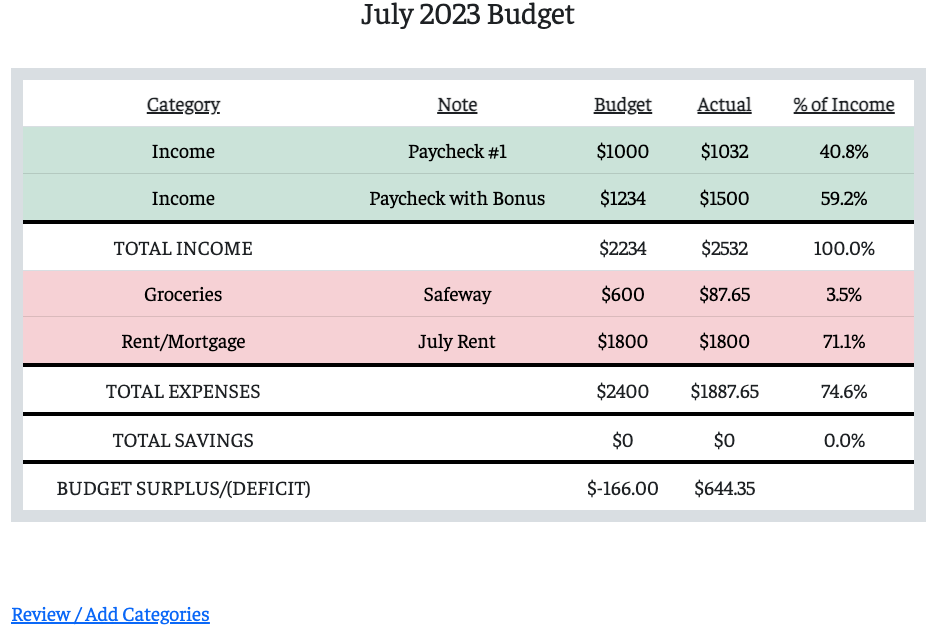 July 2023 Budget
Category Note Budget Actual % of Income
Income Paycheck #1 $1000 $1032 40.8%
Income Paycheck with Bonus $1234 $1500 59.2%
TOTAL INCOME $2234 $2532 100.0%
Groceries Safeway $600 $87.65 3.5%
Rent/Mortgage July Rent $1800 $1800 71.1%
TOTAL EXPENSES $2400 $1887.65 74.6%
TOTAL SAVINGS $0 $0 0.0%
BUDGET SURPLUS/(DEFICIT) $-166.00 $644.35
Review / Add Categories